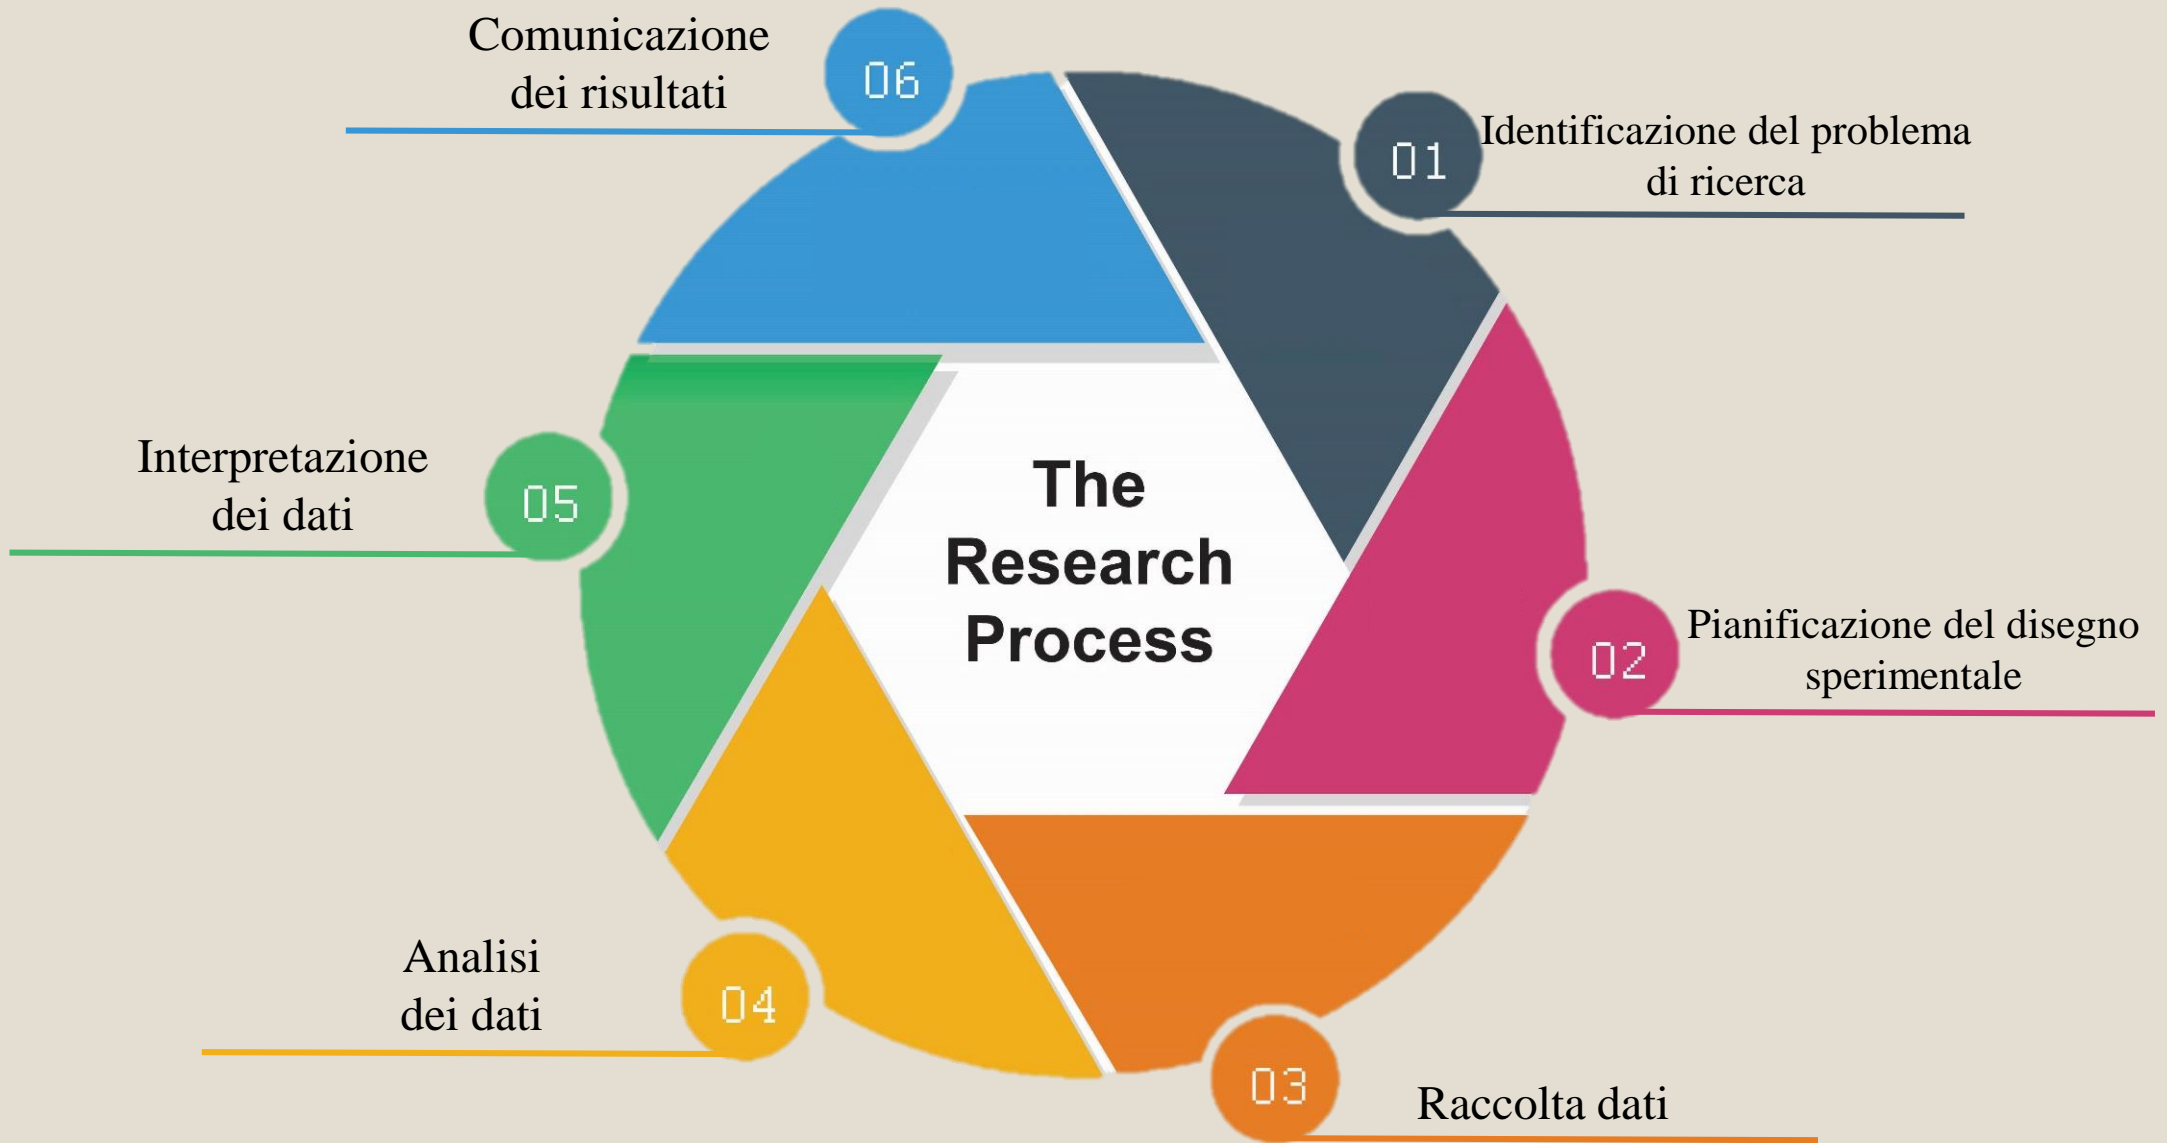 The
Research
Process
01
Identificazione del problema
di ricerca
02
Pianificazione del disegno
sperimentale
03
Raccolta dati
04
Analisi
dei dati
05
Interpretazione
dei dati
06
Comunicazione
dei risultati